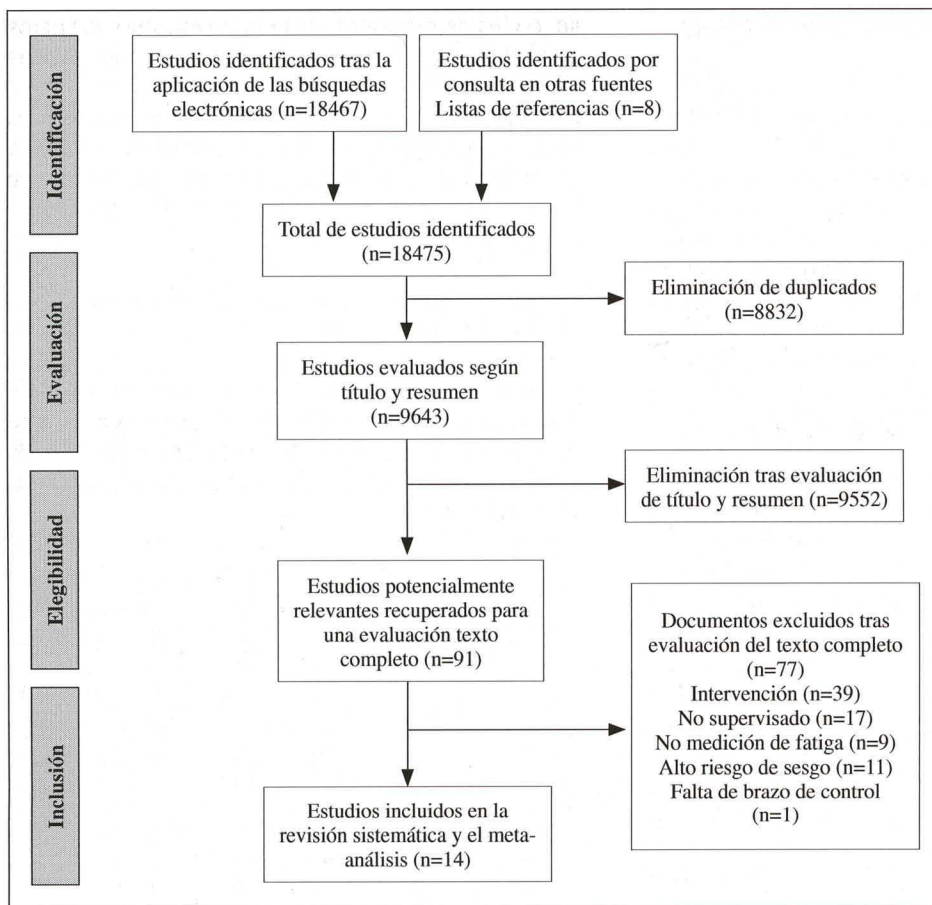 Identificación
Estudios identificados tras la
aplicación de las búsquedas
electrónicas (n=18467)
Estudios identificados por
consulta en otras fuentes
Listas de referencias (n=8)
Total de estudios identificados
(n=18475)
Evaluación
Eliminación de duplicados
(n=8832)
Estudios evaluados según
título y resumen
(n=9643)
Eliminación tras evaluación
de título y resumen (n=9552)
Elegibilidad
Estudios potencialmente
relevantes recuperados para
una evaluación texto
completo (n=91)
Documentos excluidos tras
evaluación del texto completo
(n=77)
Intervención (n=39)
No supervisado (n=17)
No medición de fatiga (n=9)
Alto riesgo de sesgo (n=11)
Falta de brazo de control
(n=1)
Inclusión
Estudios incluidos en la
revisión sistemática y el meta-
análisis (n=14)